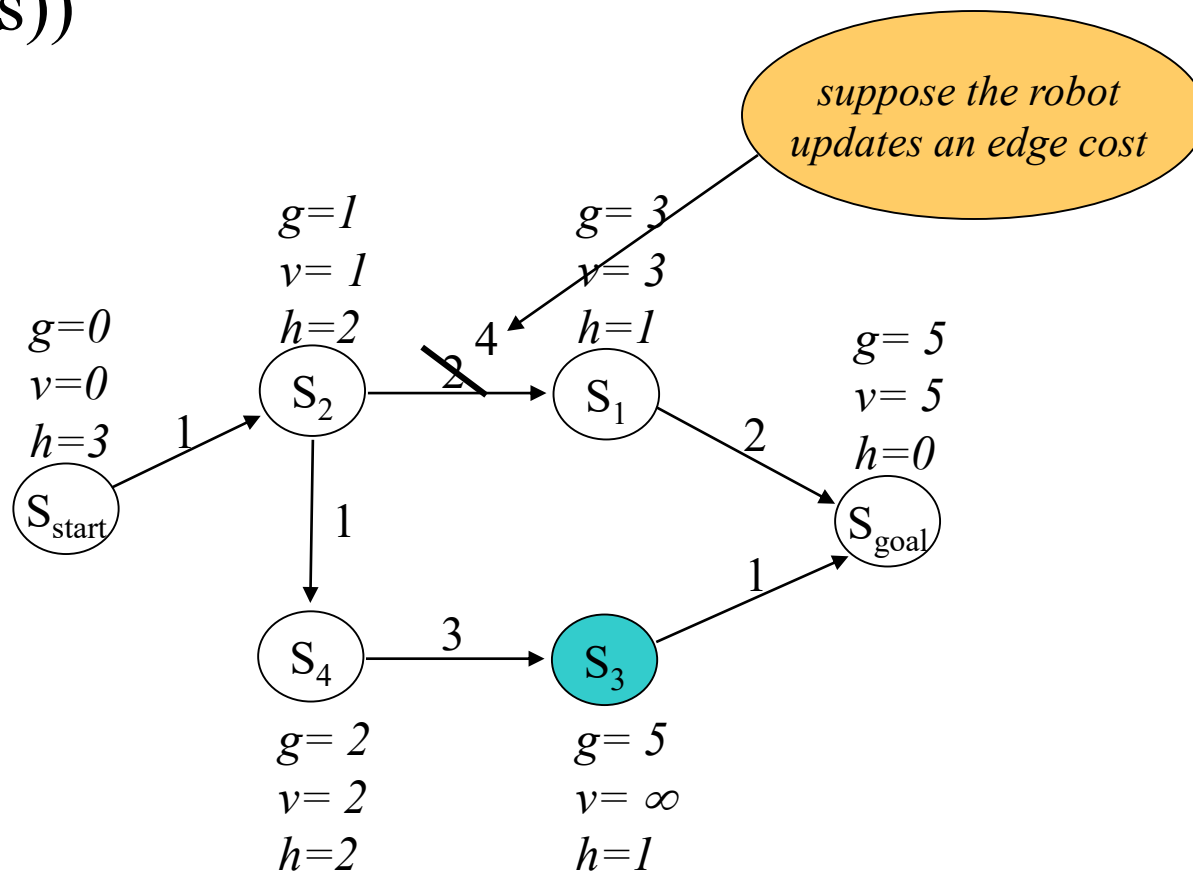 s))
suppose the robot
updates an edge cost
g=1
v= 1
h=2
g= 3
v= 3
h=1
g=0
v=0
h=3
g= 5
v= 5
h=0
4
2
S2
S1
1
2
Sstart
Sgoal
1
1
3
S4
S3
g= 2
v= 2
h=2
g= 5
v= ∞
h=1